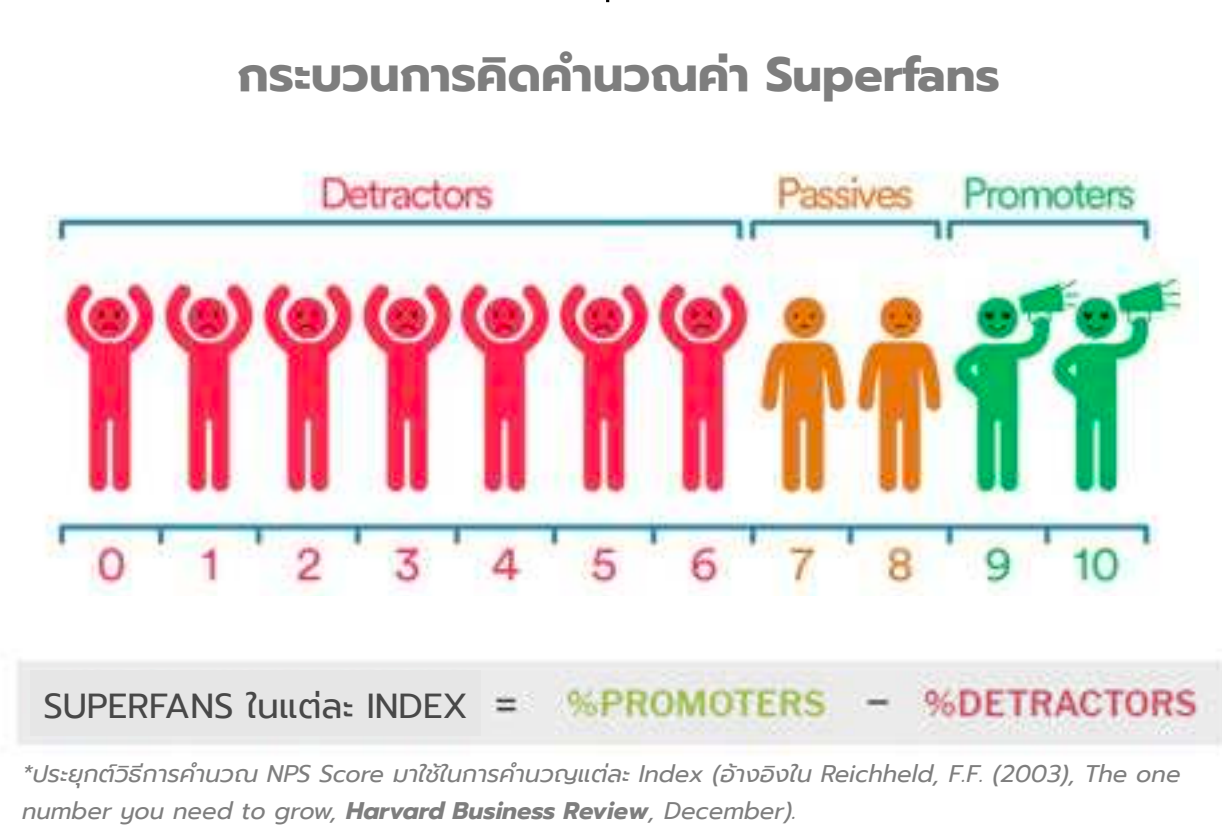 กระบวนการคิดคำนวณค่า Superfans
Detractors Passives Promoters
0 1 2 3 4 5 6 7 8 9 10
SUPERFANS ในแต่ละ INDEX = %PROMOTERS – %DETRACTORS
*ประยุกต์วิธีการคำนวณ NPS Score มาใช้ในการคำนวญแต่ละ Index (อ้างอิงใน Reichheld, F.F. (2003), The one
number you need to grow, Harvard Business Review, December).